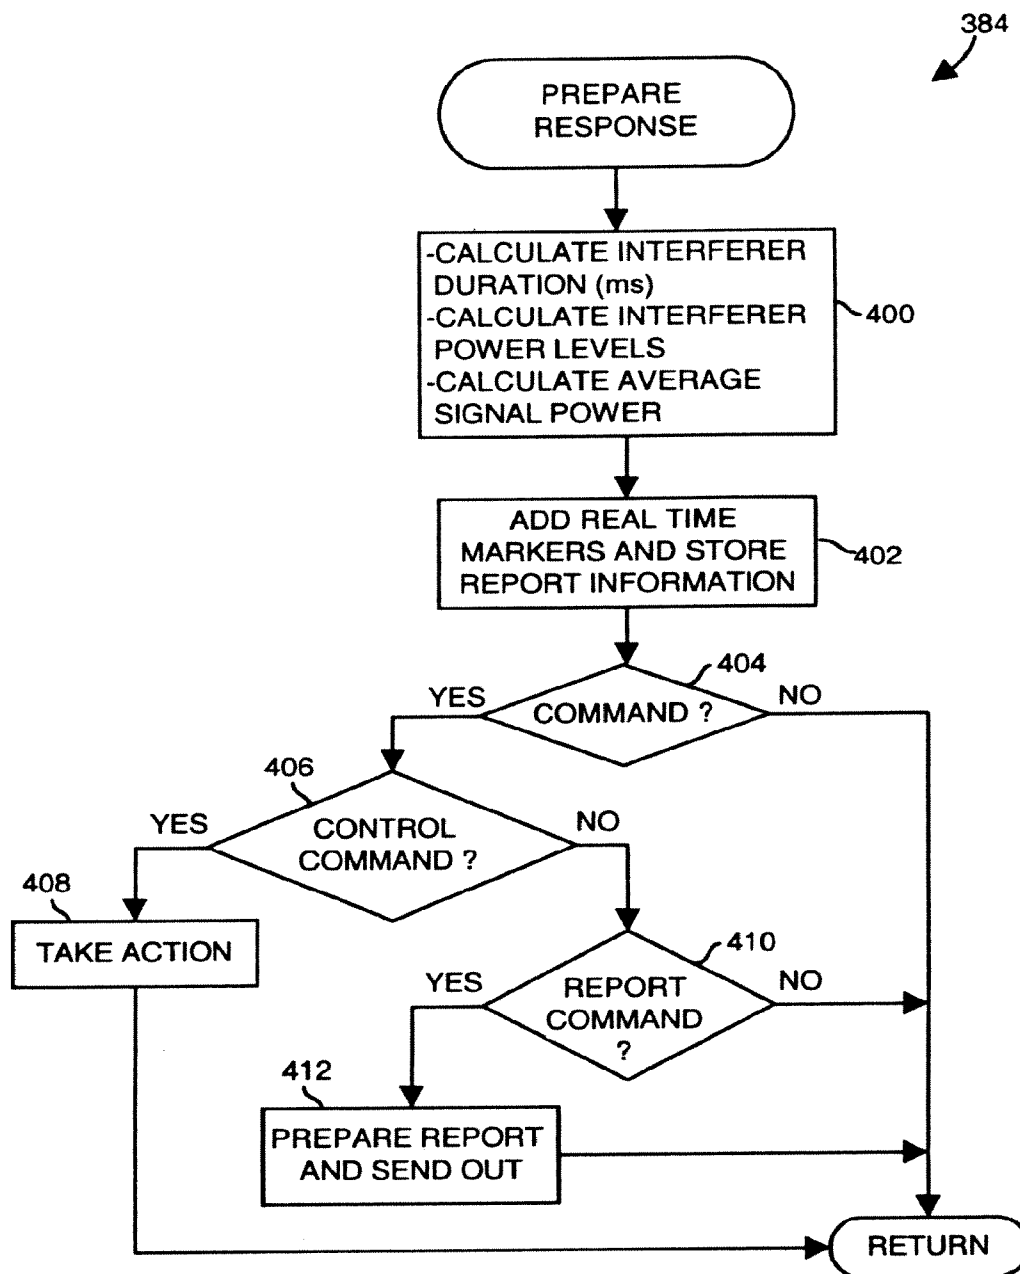 384
PREPARE
RESPONSE
-CALCULATE INTERFERER
DURATION (ms)
-CALCULATE INTERFERER
POWER LEVELS
-CALCULATE AVERAGE
SIGNAL POWER
400
ADD REAL TIME
MARKERS AND STORE
REPORT INFORMATION
402
404
YES
COMMAND ?
NO
406
YES
CONTROL
COMMAND ?
NO
408
TAKE ACTION
410
YES
REPORT
COMMAND
?
NO
412
PREPARE REPORT
AND SEND OUT
RETURN